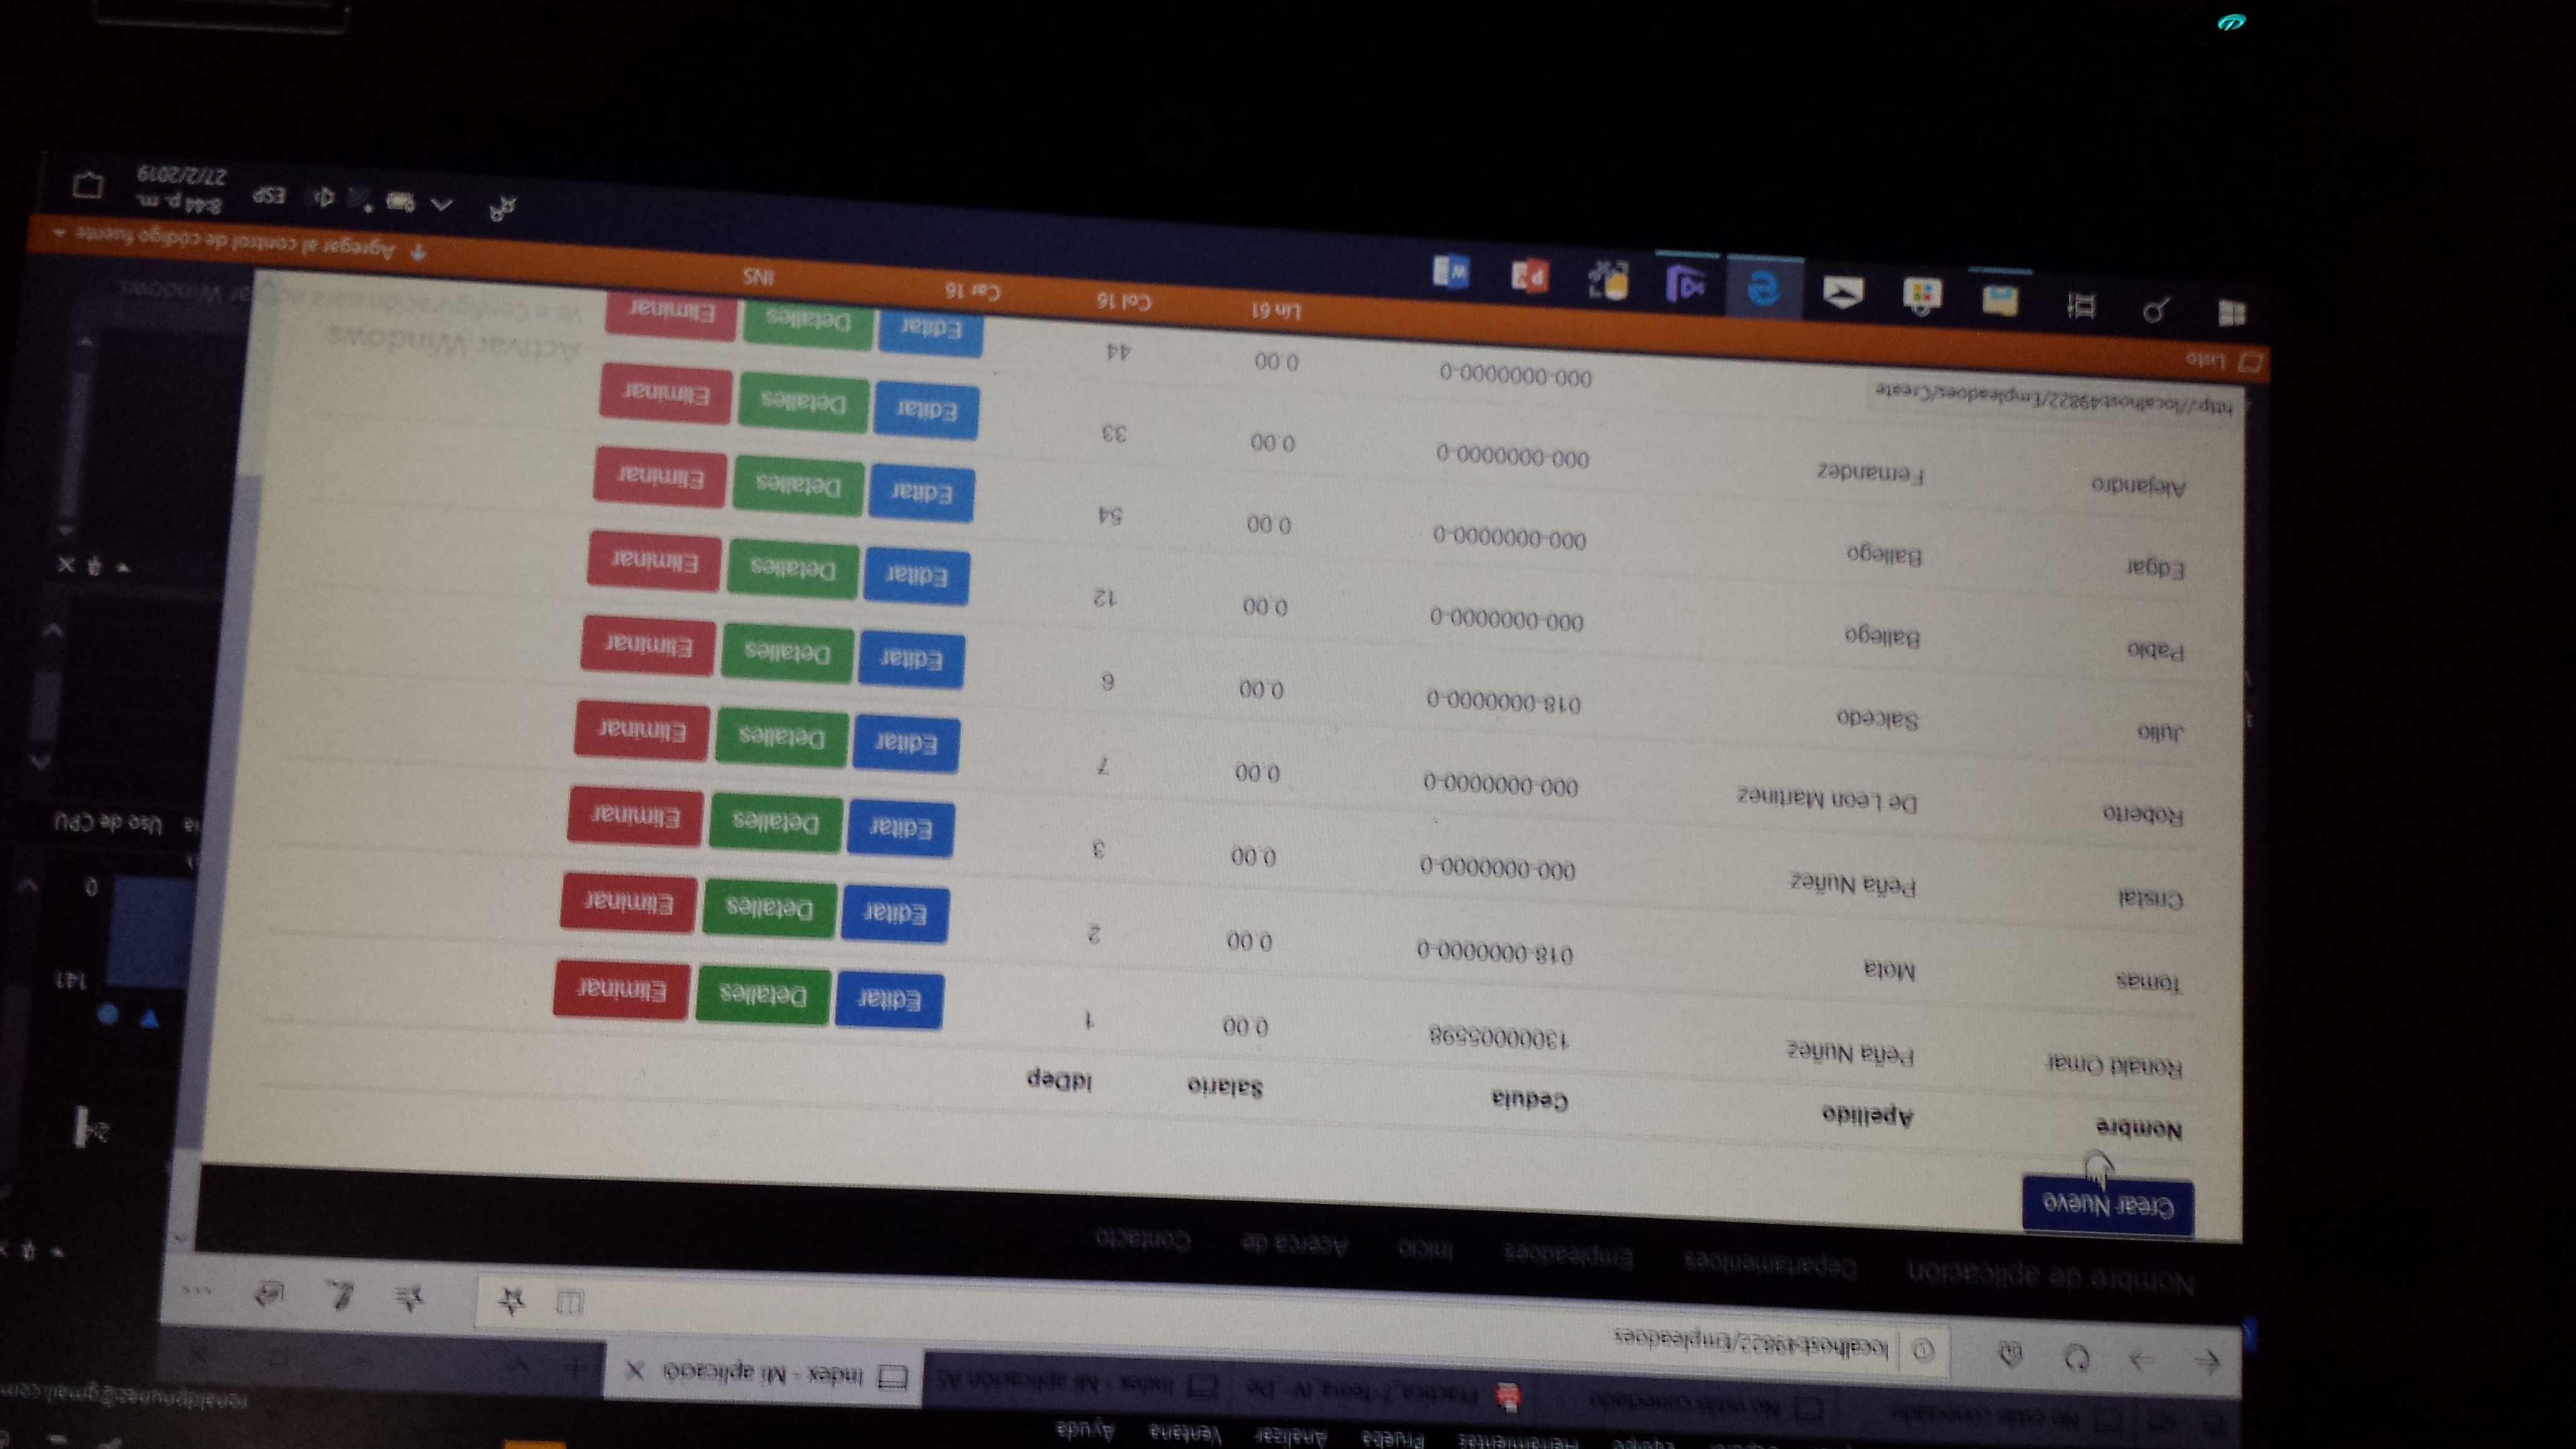 Equipo Herramientas Prueba Analizar Ventana Ayuda
renaldpnunez@gmail.com
No estás conectado No estás conectado Practica_7-Tema_IV-_De Index - Mi aplicación AS Index - Mi aplicación
localhost:49822/Empleadoes
Nombre de aplicación Departamentoes Empleadoes Inicio Acerca de Contacto
Crear Nuevo
Nombre Apellido Cedula Salario IdDep
Ronald Omar Peña Nuñez 13000005598 0.00 1 Editar Detalles Eliminar
Tomas Mota 018-0000000-0 0.00 2 Editar Detalles Eliminar
Cristal Peña Nuñez 000-0000000-0 0.00 3 Editar Detalles Eliminar
Roberto De Leon Martinez 000-0000000-0 0.00 7 Editar Detalles Eliminar
Julio Salcedo 018-0000000-0 0.00 6 Editar Detalles Eliminar
Pablo Ballego 000-0000000-0 0.00 12 Editar Detalles Eliminar
Edgar Ballego 000-0000000-0 0.00 54 Editar Detalles Eliminar
Alejandro Fernandez 000-0000000-0 0.00 33 Editar Detalles Eliminar
000-0000000-0 0.00 44 Editar Detalles Eliminar
http://localhost:49822/Empleadoes/Create
141
0
Uso de CPU
Activar Windows
Ve a Configuración para activar Windows.
Listo Lín 61 Col 16 Car 16 INS
Agregar al control de código fuente
ESP 8:44 p. m.
27/2/2019